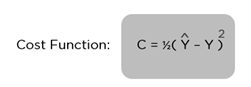 Cost Function: C = ½(Ŷ - Y)²